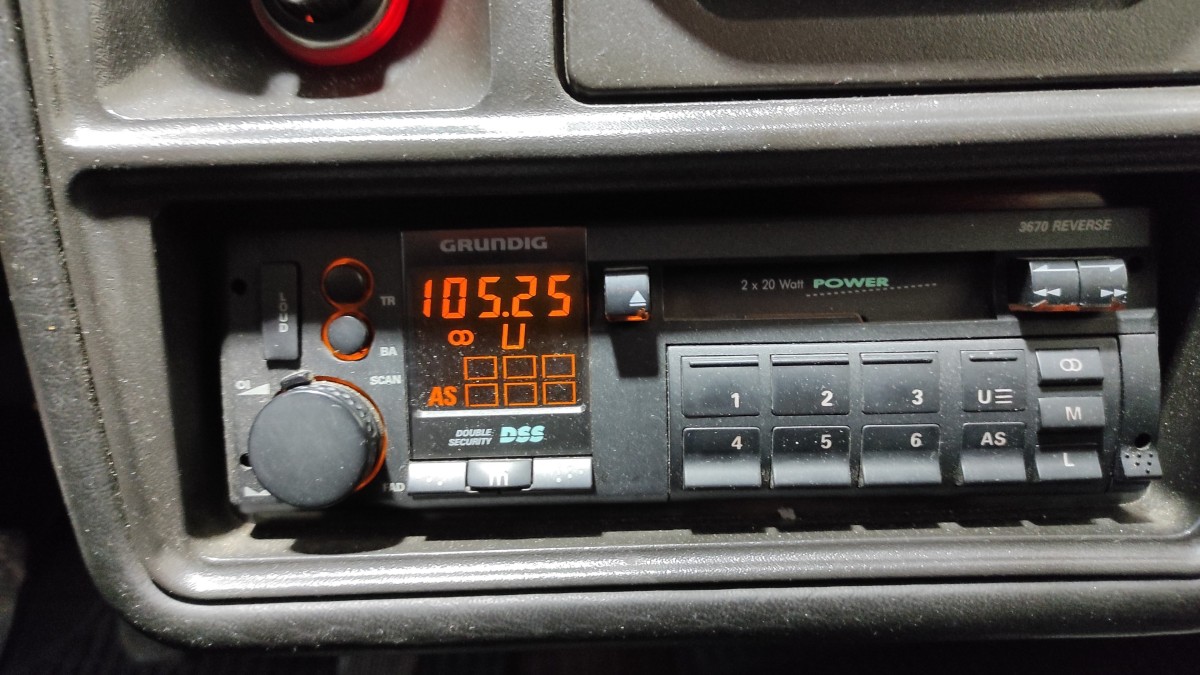 3670 REVERSE
GRUNDIG
LOUD
TR
105.25
2 x 20 Watt POWER
U
BA
SCAN
AS
1 2 3 U
M
DOUBLE
SECURITY DSS
4 5 6 AS
L
FAD
m